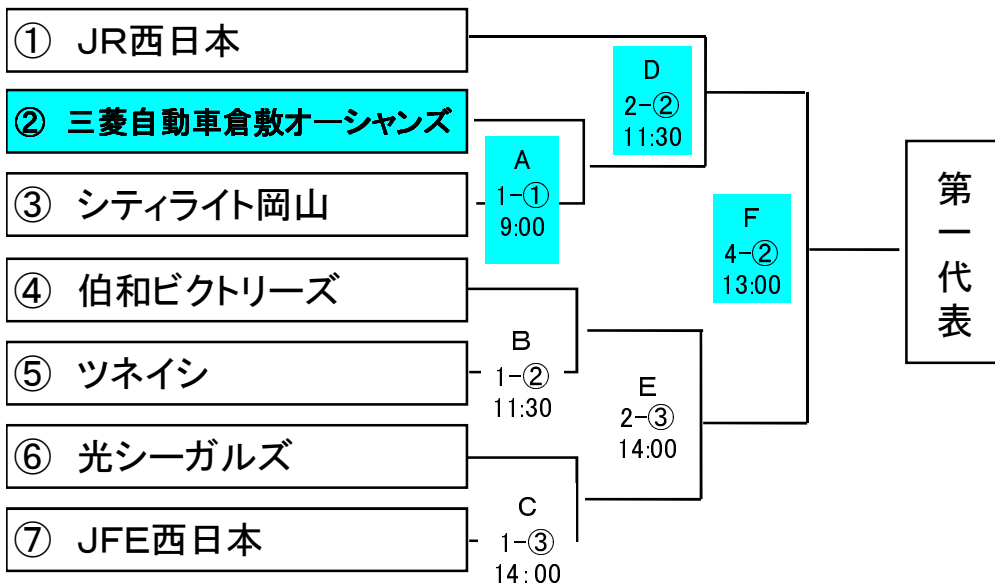 ① JR西日本
② 三菱自動車倉敷オーシャンズ
③ シティライト岡山
④ 伯和ビクトリーズ
⑤ ツネイシ
⑥ 光シーガルズ
⑦ JFE西日本
A
1-①
9:00
B
1-②
11:30
C
1-③
14:00
D
2-②
11:30
E
2-③
14:00
F
4-②
13:00
第一代表